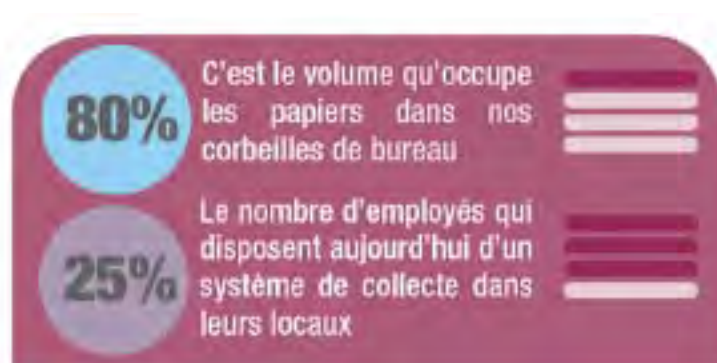 80%
C'est le volume qu'occupe
les papiers dans nos
corbeilles de bureau
25%
Le nombre d'employés qui
disposent aujourd'hui d'un
système de collecte dans
leurs locaux